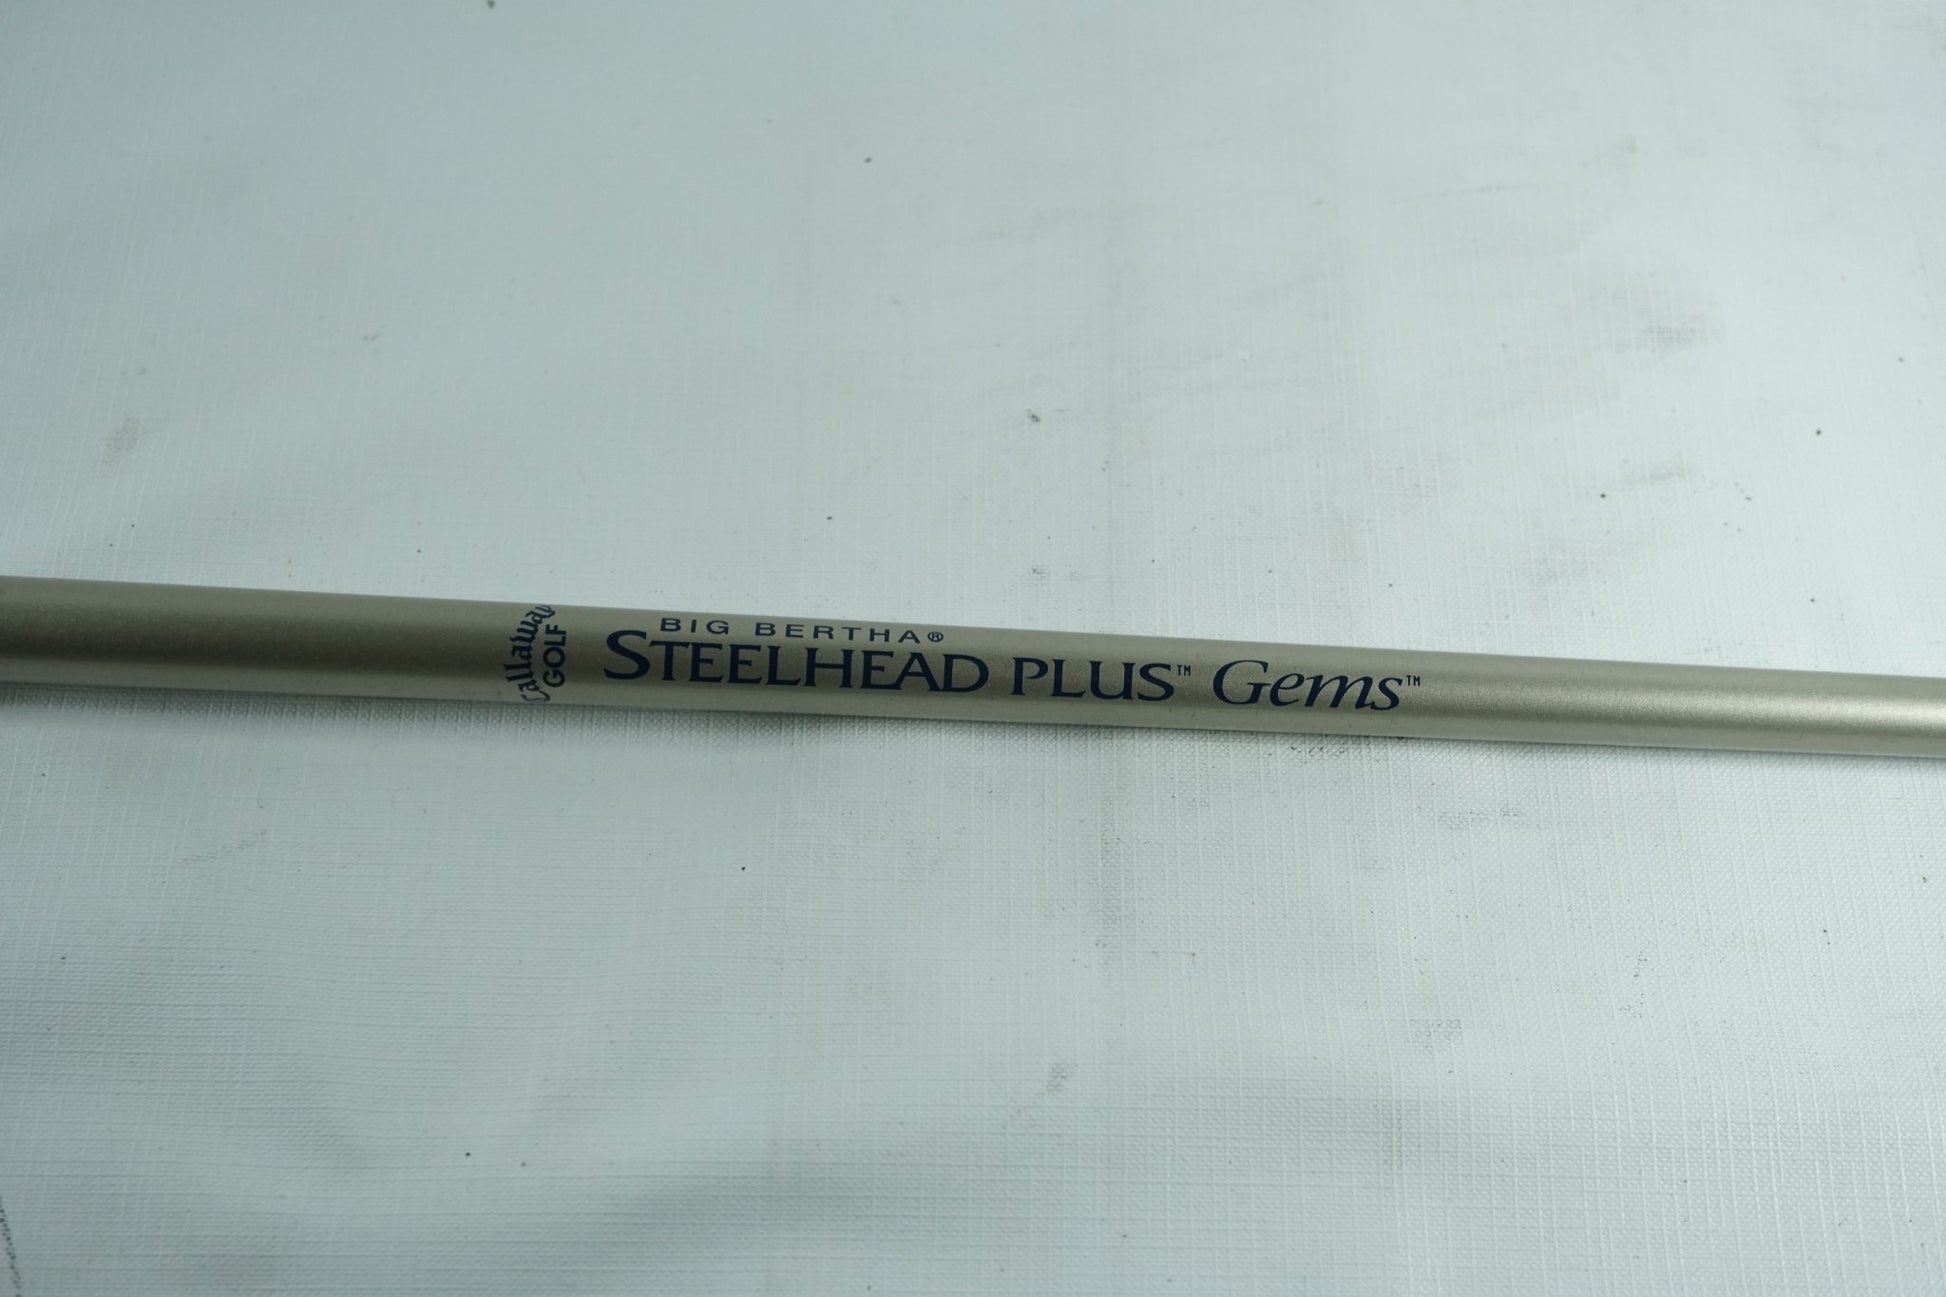 Callaway
GOLF
BIG BERTHA®
STEELHEAD PLUS™ Gems™